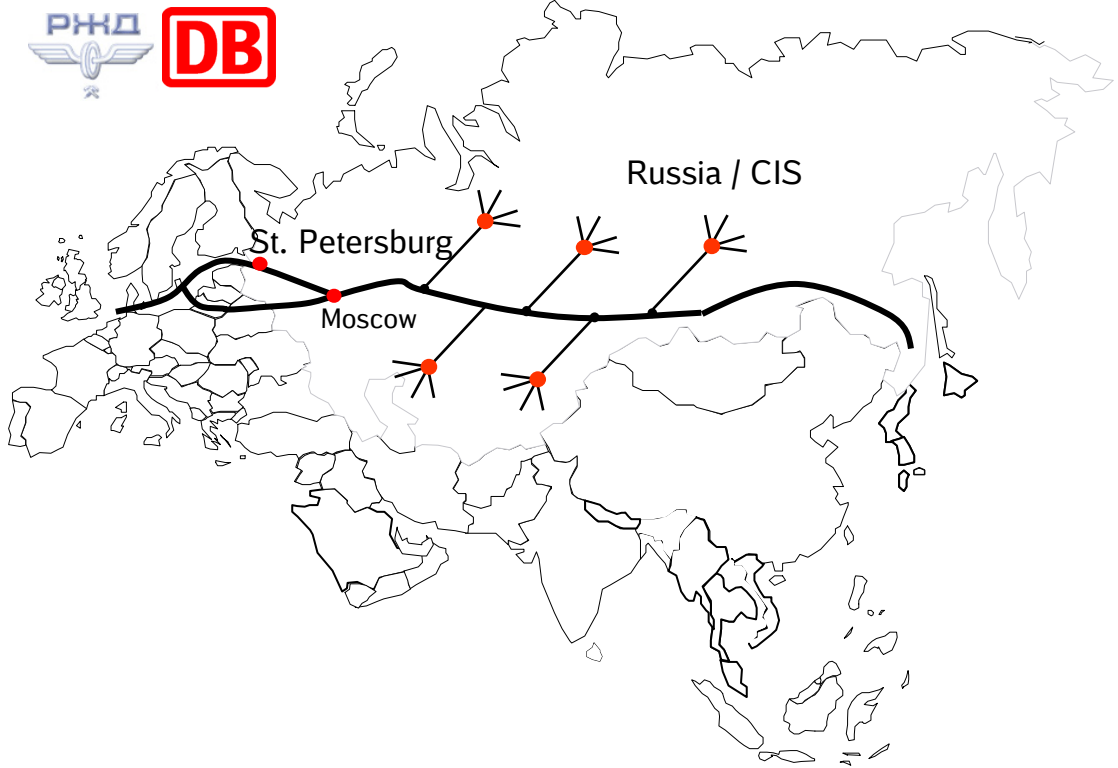 РЖД
DB
Russia / CIS
St. Petersburg
Moscow